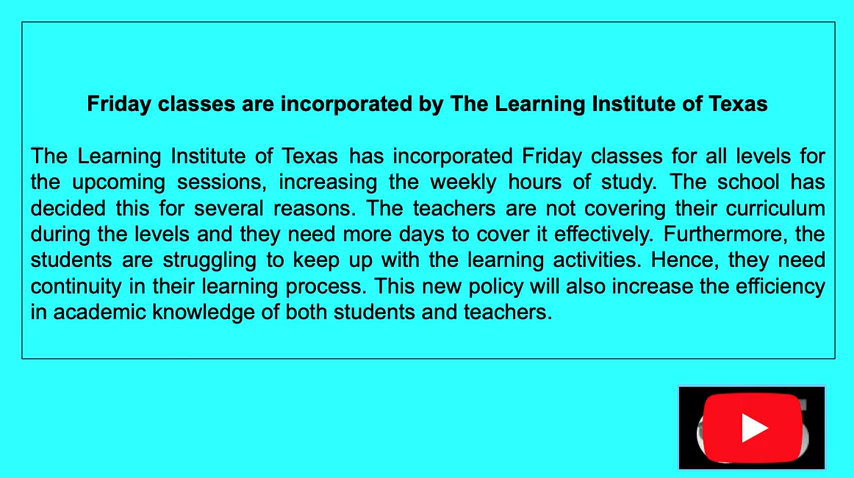 Friday classes are incorporated by The Learning Institute of Texas
The Learning Institute of Texas has incorporated Friday classes for all levels for
the upcoming sessions, increasing the weekly hours of study. The school has
decided this for several reasons. The teachers are not covering their curriculum
during the levels and they need more days to cover it effectively. Furthermore, the
students are struggling to keep up with the learning activities. Hence, they need
continuity in their learning process. This new policy will also increase the efficiency
in academic knowledge of both students and teachers.